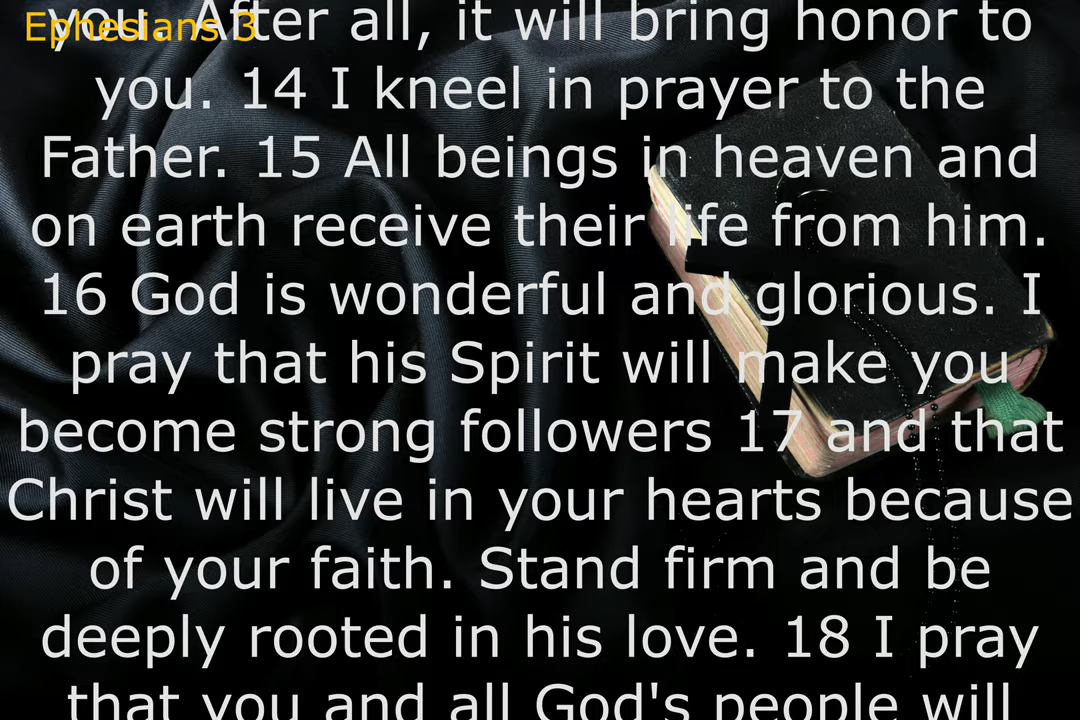 Ephesians 3
you. After all, it will bring honor to
you. 14 I kneel in prayer to the
Father. 15 All beings in heaven and
on earth receive their life from him.
16 God is wonderful and glorious. I
pray that his Spirit will make you
become strong followers 17 and that
Christ will live in your hearts because
of your faith. Stand firm and be
deeply rooted in his love. 18 I pray
that you and all God's people will